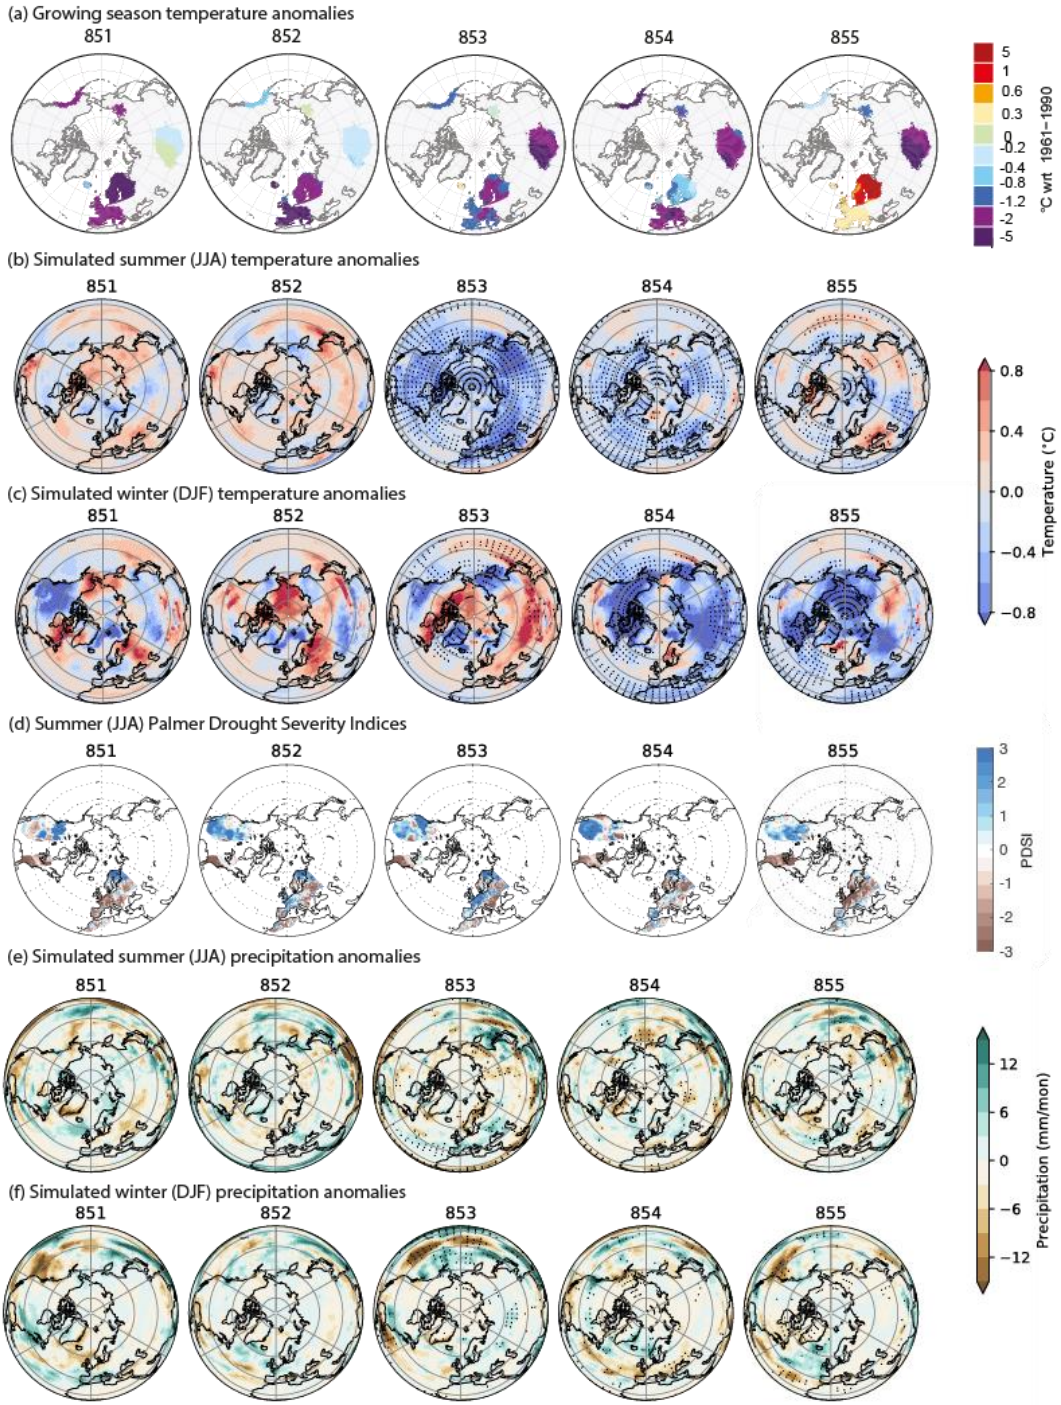 (a) Growing season temperature anomalies
851 852 853 854 855
5
1
0.6
0.3
0
-0.2
-0.4
-0.8
-1.2
-2
-5
°C wrt 1961-1990
(b) Simulated summer (JJA) temperature anomalies
851 852 853 854 855
(c) Simulated winter (DJF) temperature anomalies
851 852 853 854 855
0.8
0.4
0.0
−0.4
−0.8
Temperature (°C)
(d) Summer (JJA) Palmer Drought Severity Indices
851 852 853 854 855
3
2
1
0
-1
-2
-3
PDSI
(e) Simulated summer (JJA) precipitation anomalies
851 852 853 854 855
(f) Simulated winter (DJF) precipitation anomalies
851 852 853 854 855
12
6
0
−6
−12
Precipitation (mm/mon)